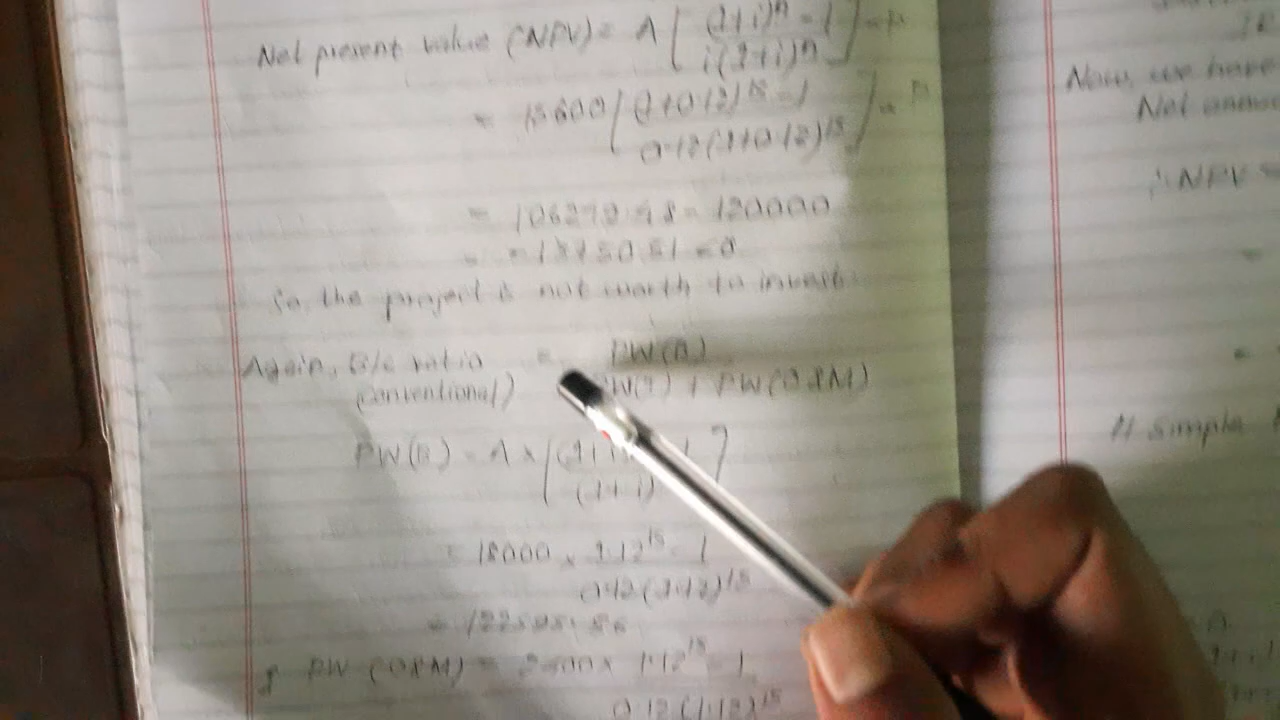 Net present value (NPV) = A [ (1+i)^n - 1 / i(1+i)^n ] - P
= 15600 [ (1+0.12)^15 - 1 / 0.12(1+0.12)^15 ] - P
= 106249.48 - 120000
= -13750.51 < 0
So, the project is not worth to invest.
Again, B/c ratio = PW(B)
(conventional) PW(I) + PW(O&M)
PW(B) = A × [ (1+i) 1
(1+i) ]
= 18000 × 1.12^15 - 1
0.12(1.12)^15
PW (O&M) = 2400 × 1.12^15 - 1
0.12(1.12)^15
Now, we have
Net
∴ NPV =
simple